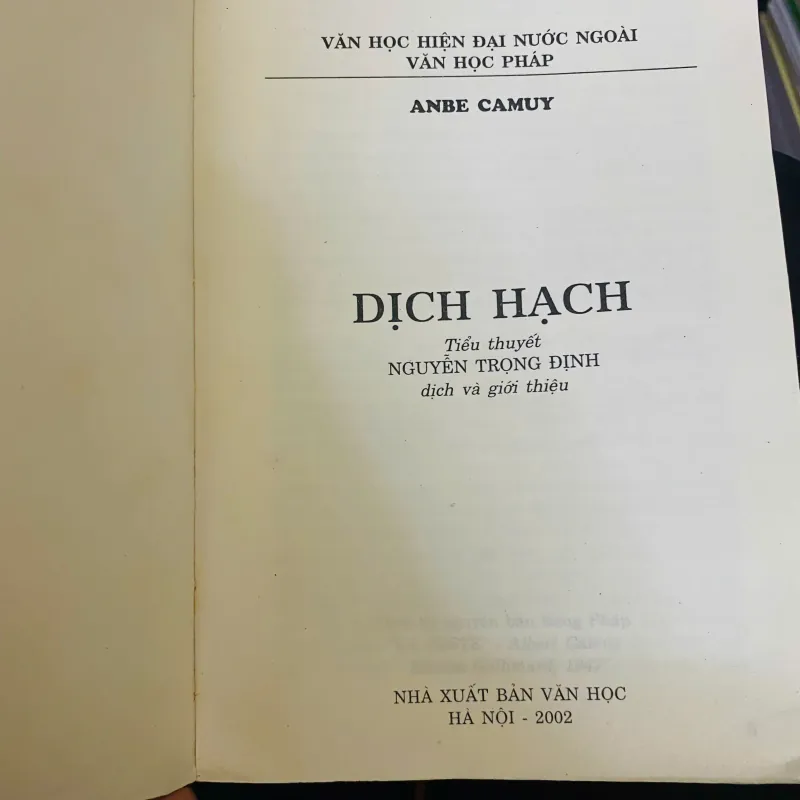 VĂN HỌC HIỆN ĐẠI NƯỚC NGOÀI
VĂN HỌC PHÁP
ANBE CAMUY
DỊCH HẠCH
Tiểu thuyết
NGUYỄN TRỌNG ĐỊNH
dịch và giới thiệu
NHÀ XUẤT BẢN VĂN HỌC
HÀ NỘI - 2002